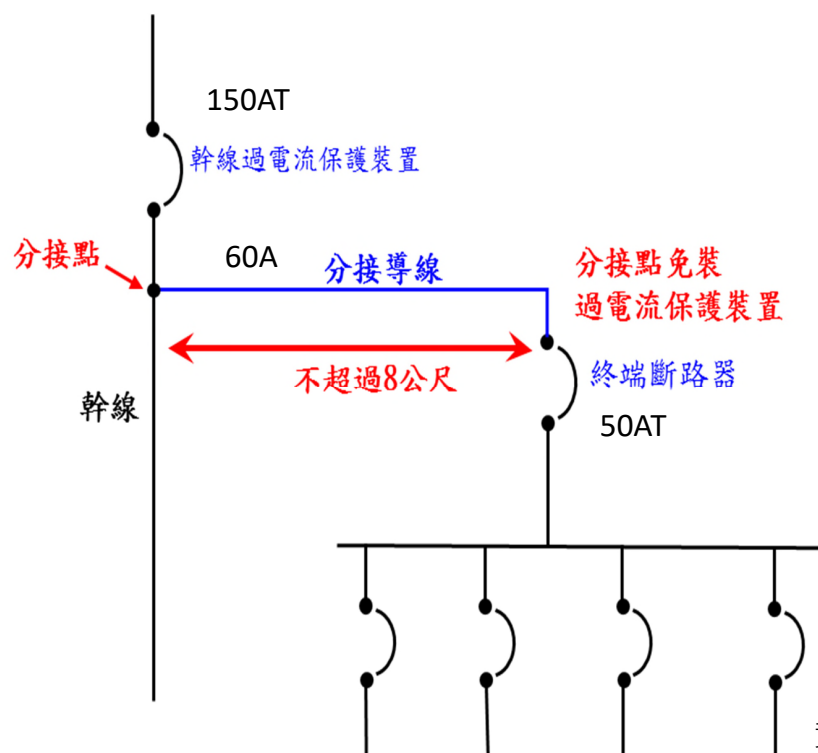 150AT
幹線過電流保護裝置
分接點
60A
分接導線
分接點免裝
過電流保護裝置
不超過8公尺
終端斷路器
幹線
50AT